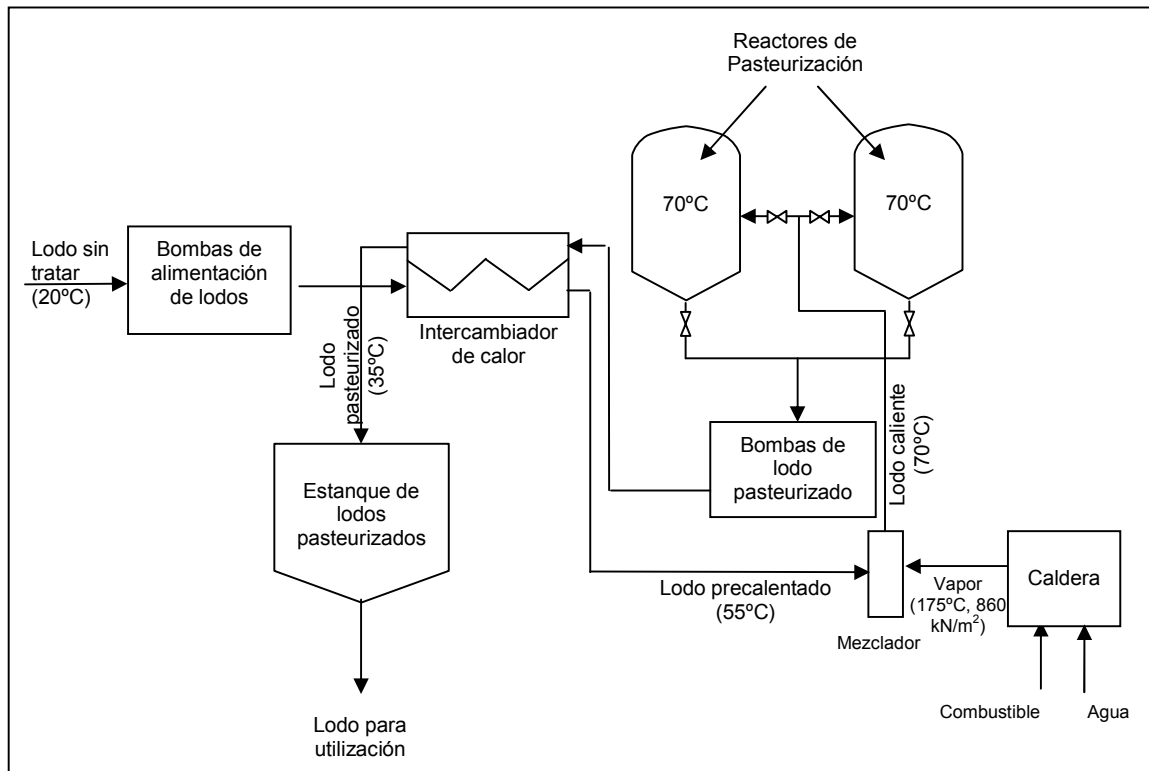 Reactores de
Pasteurización
70ºC
70ºC
Lodo sin
tratar
(20ºC)
Bombas de
alimentación
de lodos
Intercambiador
de calor
Lodo
pasteurizado
(35ºC)
Lodo caliente
(70ºC)
Bombas de
lodo
pasteurizado
Estanque de
lodos
pasteurizados
Lodo precalentado
(55ºC)
Vapor
(175ºC, 860
kN/m²)
Caldera
Mezclador
Combustible
Agua
Lodo para
utilización